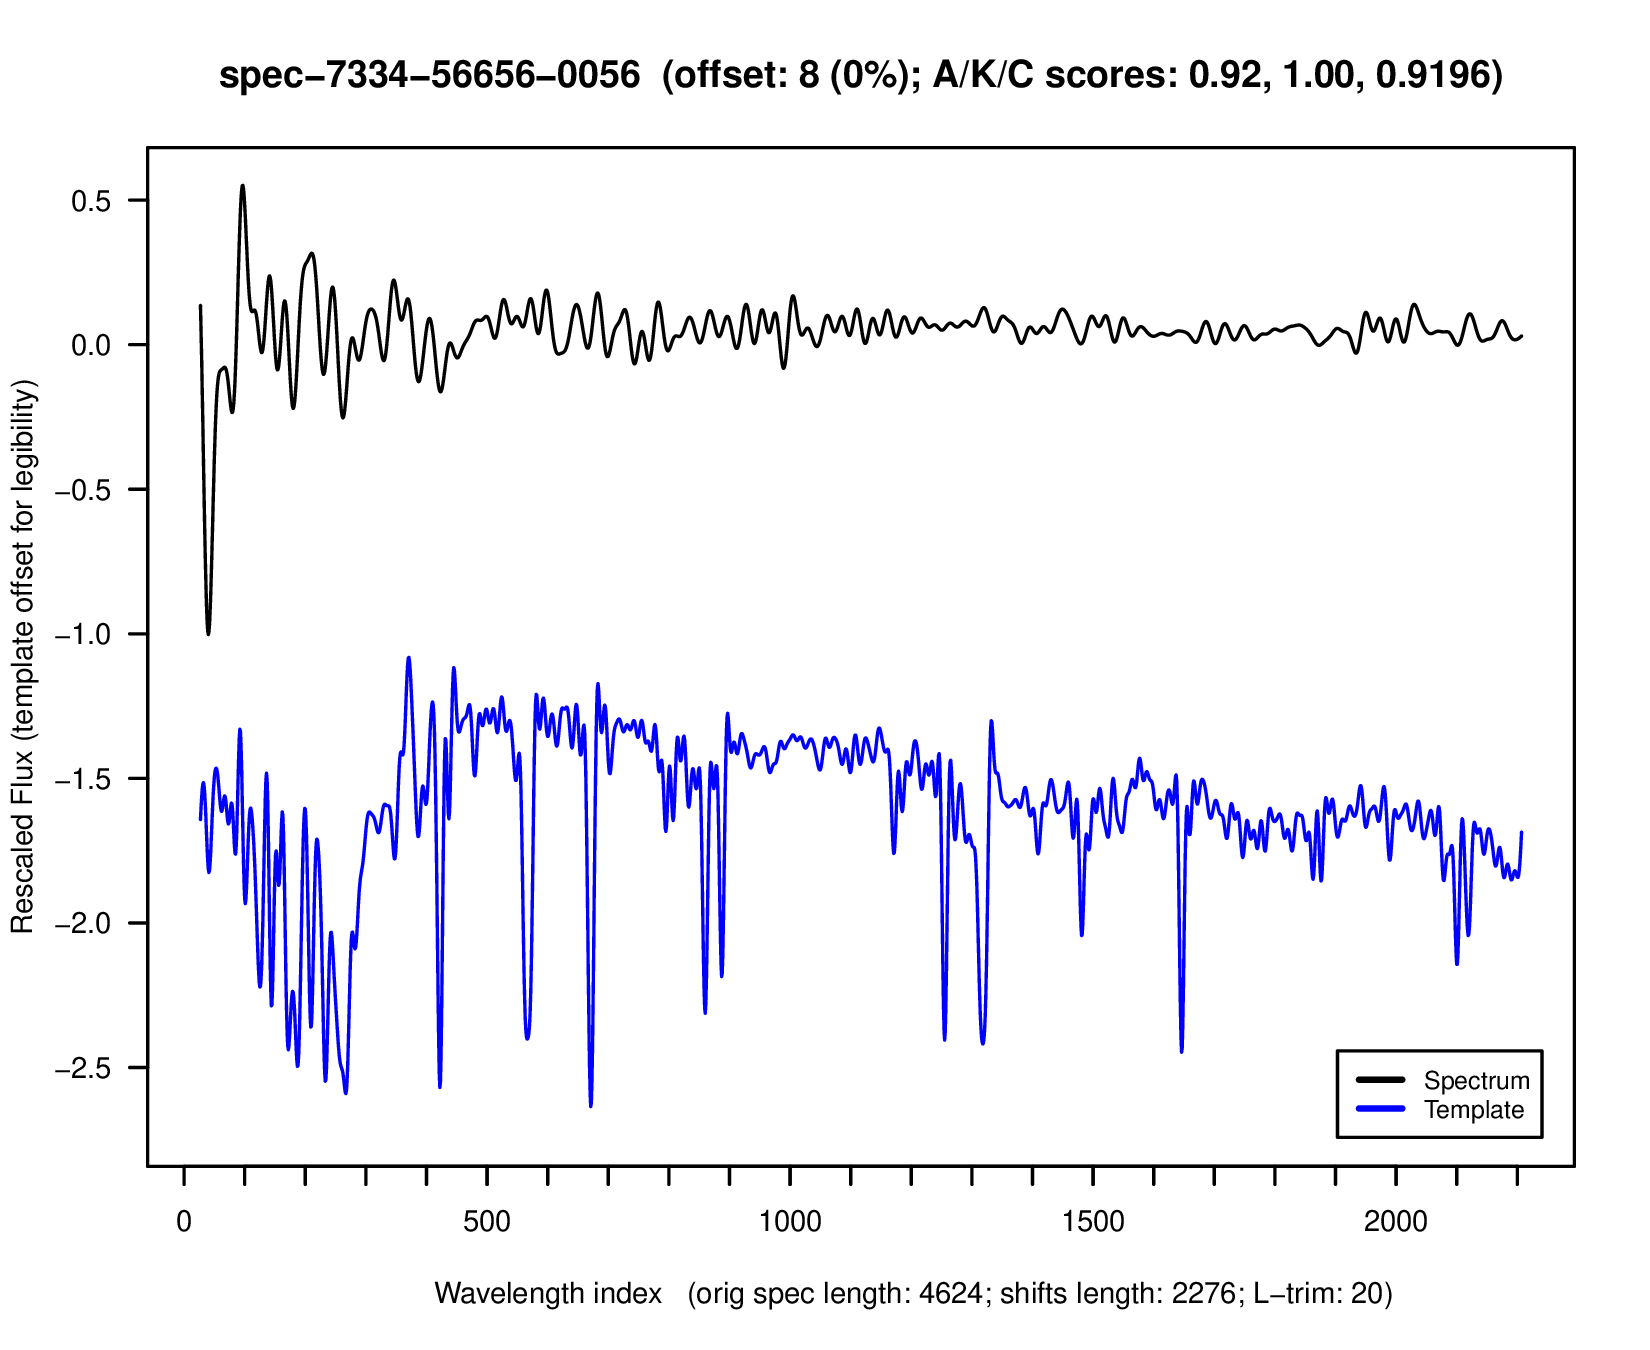 spec−7334−56656−0056  (offset: 8 (0%); A/K/C scores: 0.92, 1.00, 0.9196)
Rescaled Flux (template offset for legibility)
0.5
0.0
−0.5
−1.0
−1.5
−2.0
−2.5
Spectrum
Template
0 500 1000 1500 2000
Wavelength index   (orig spec length: 4624; shifts length: 2276; L−trim: 20)